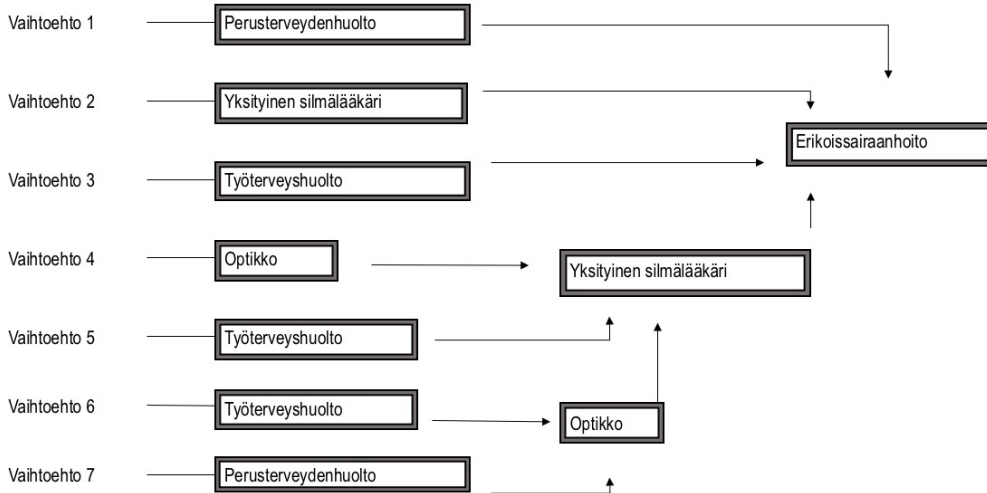 Vaihtoehto 1 Perusterveydenhuolto
Vaihtoehto 2 Yksityinen silmälääkäri
Erikoissairaanhoito
Vaihtoehto 3 Työterveyshuolto
Vaihtoehto 4 Optikko Yksityinen silmälääkäri
Vaihtoehto 5 Työterveyshuolto
Vaihtoehto 6 Työterveyshuolto Optikko
Vaihtoehto 7 Perusterveydenhuolto